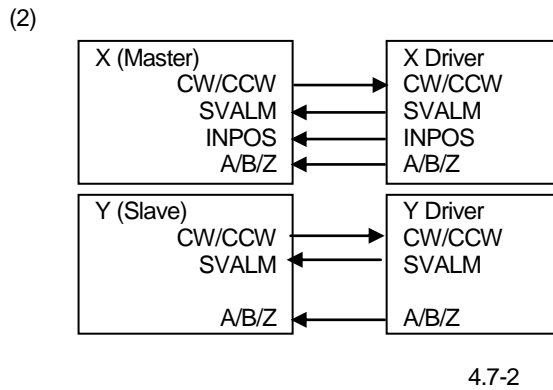 (2)
X (Master) X Driver
CW/CCW CW/CCW
SVALM SVALM
INPOS INPOS
A/B/Z A/B/Z
Y (Slave) Y Driver
CW/CCW CW/CCW
SVALM SVALM
A/B/Z A/B/Z
4.7-2